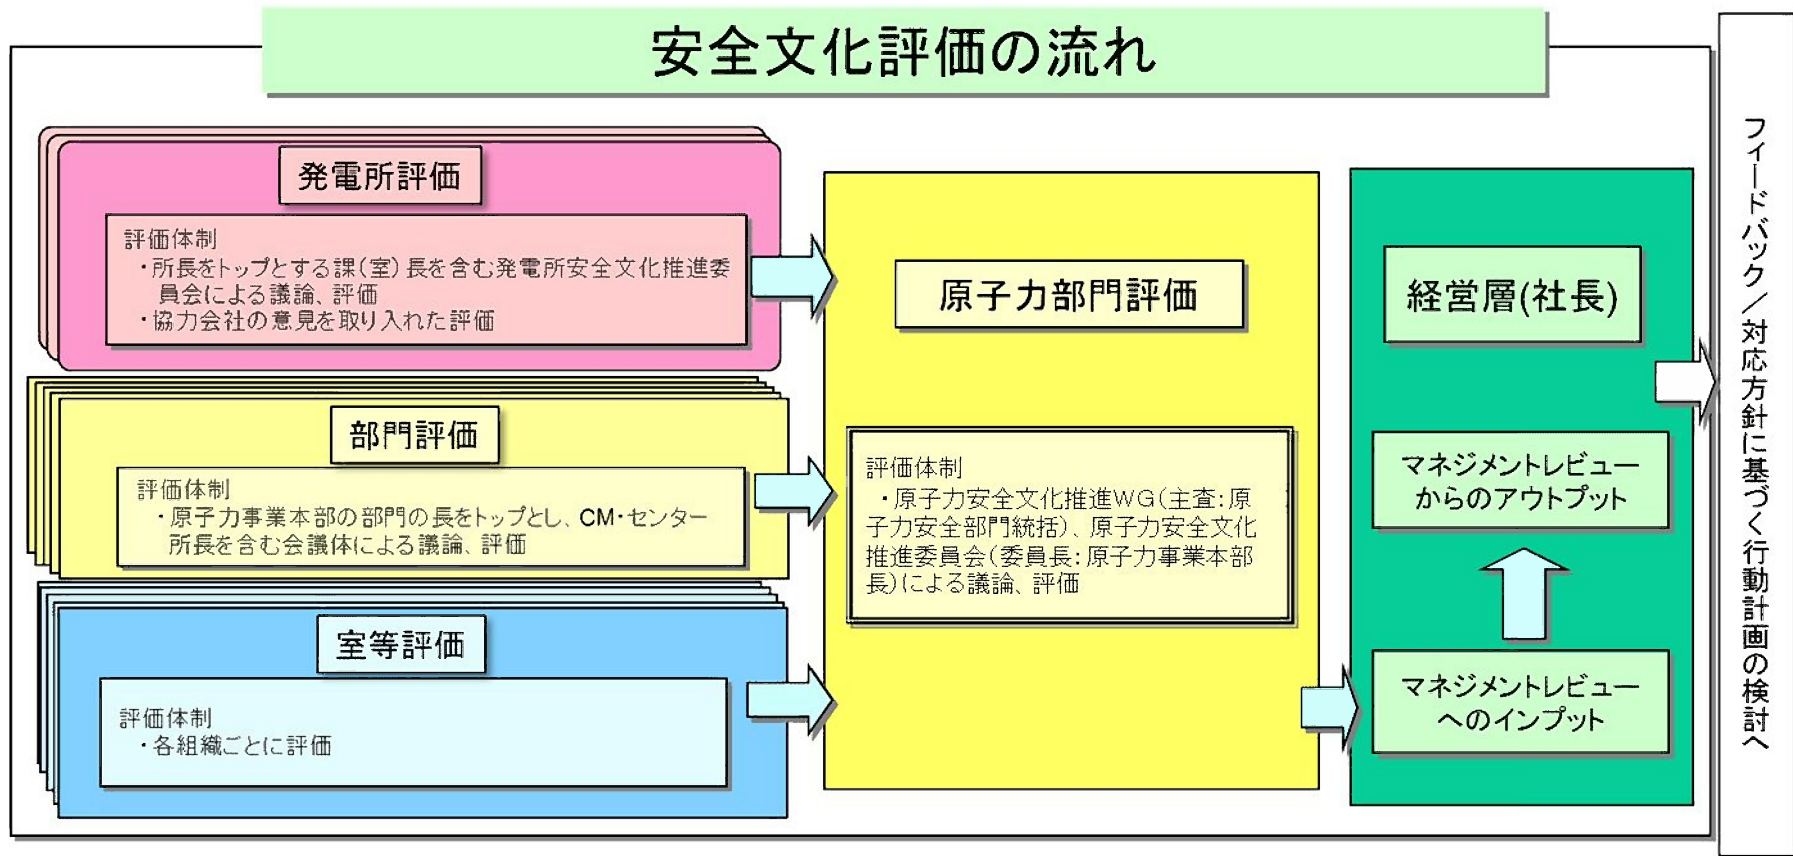 安全文化評価の流れ
発電所評価
評価体制
・所長をトップとする課(室)長を含む発電所安全文化推進委
員会による議論、評価
・協力会社の意見を取り入れた評価
部門評価
評価体制
・原子力事業本部の部門の長をトップとし、CM・センター
所長を含む会議体による議論、評価
室等評価
評価体制
・各組織ごとに評価
原子力部門評価
評価体制
・原子力安全文化推進WG(主査:原
子力安全部門統括)、原子力安全文化
推進委員会(委員長:原子力事業本部
長)による議論、評価
経営層(社長)
マネジメントレビュー
からのアウトプット
マネジメントレビュー
へのインプット
フィードバック/対応方針に基づく行動計画の検討へ